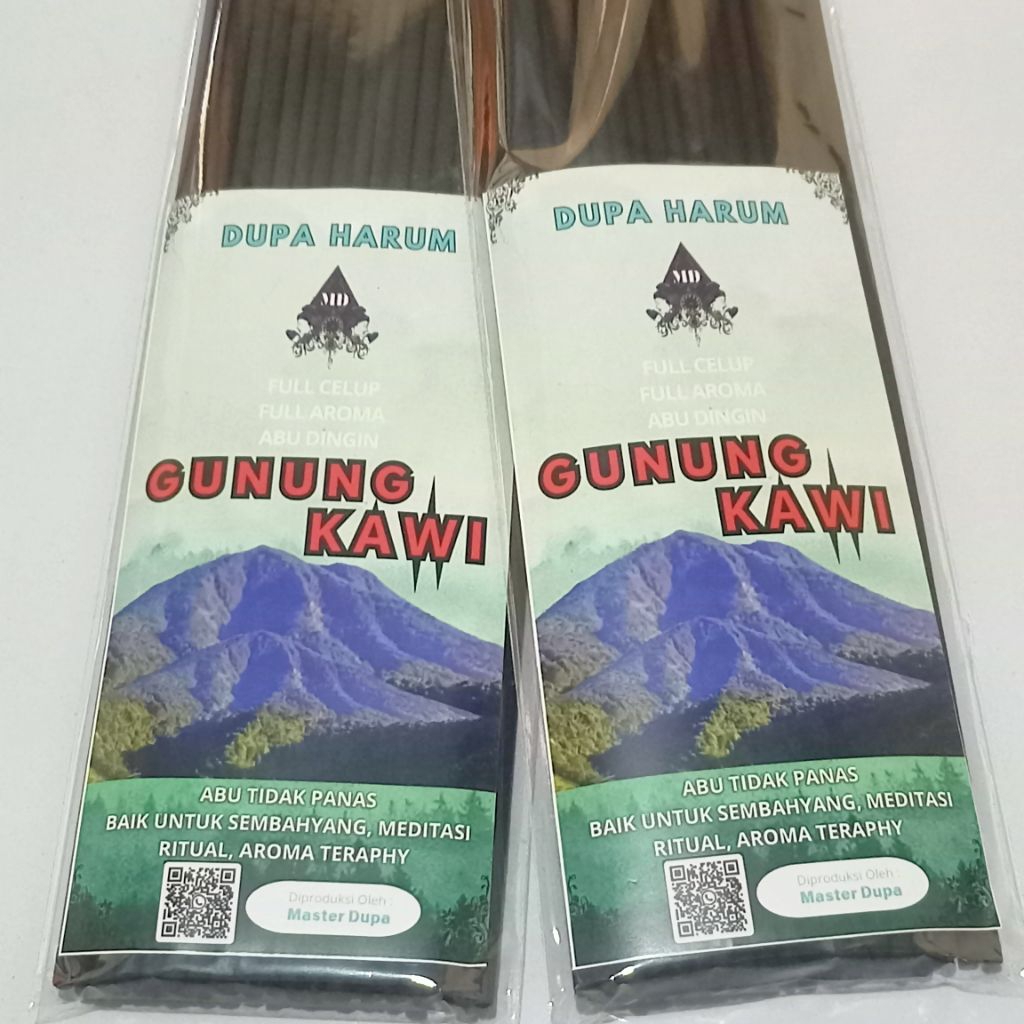 DUPA HARUM
MD
FULL CELUP
FULL AROMA
ABU DINGIN
GUNUNG
KAWI
ABU TIDAK PANAS
BAIK UNTUK SEMBAHYANG, MEDITASI
RITUAL, AROMA TERAPHY
Diproduksi Oleh :
Master Dupa
DUPA HARUM
MD
FULL CELUP
FULL AROMA
ABU DINGIN
GUNUNG
KAWI
ABU TIDAK PANAS
BAIK UNTUK SEMBAHYANG, MEDITASI
RITUAL, AROMA TERAPHY
Diproduksi Oleh :
Master Dupa